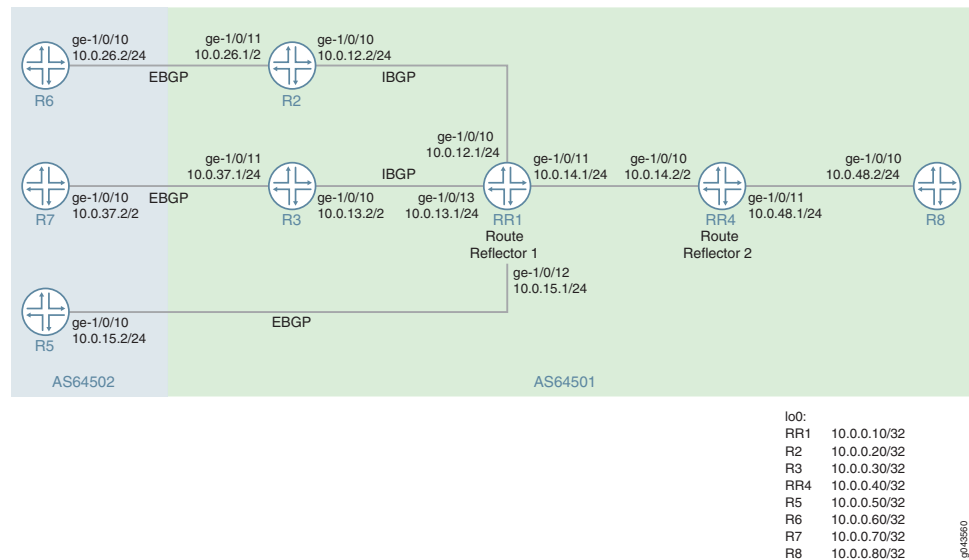 ge-1/0/10
10.0.26.2/24
R6
EBGP
ge-1/0/11
10.0.26.1/2
ge-1/0/10
10.0.12.2/24
R2
IBGP
ge-1/0/10
10.0.12.1/24
ge-1/0/10
10.0.37.2/2
R7
EBGP
ge-1/0/11
10.0.37.1/24
ge-1/0/10
10.0.13.2/2
R3
IBGP
ge-1/0/13
10.0.13.1/24
ge-1/0/11
10.0.14.1/24
RR1
Route
Reflector 1
ge-1/0/12
10.0.15.1/24
ge-1/0/10
10.0.14.2/2
ge-1/0/11
10.0.48.1/24
RR4
Route
Reflector 2
ge-1/0/10
10.0.48.2/24
R8
ge-1/0/10
10.0.15.2/24
R5
EBGP
AS64502
AS64501
lo0:
RR1 10.0.0.10/32
R2 10.0.0.20/32
R3 10.0.0.30/32
RR4 10.0.0.40/32
R5 10.0.0.50/32
R6 10.0.0.60/32
R7 10.0.0.70/32
R8 10.0.0.80/32
g043560